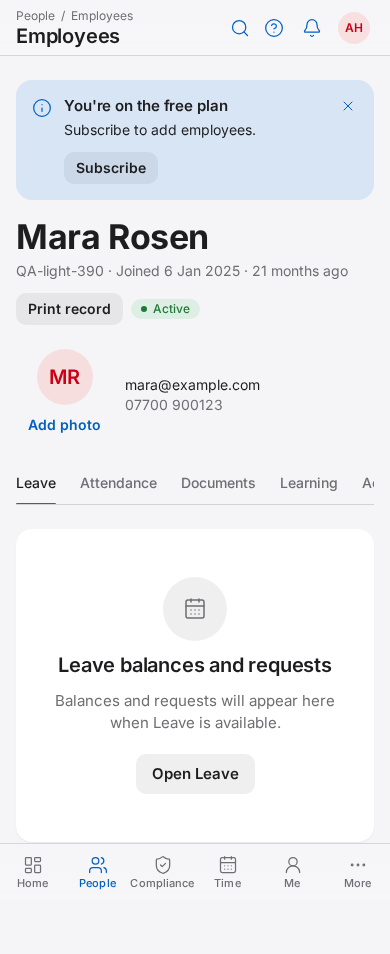 People / Employees
Employees
AH
You're on the free plan
Subscribe to add employees.
Subscribe
Mara Rosen
QA-light-390 · Joined 6 Jan 2025 · 21 months ago
Print record
Active
MR
mara@example.com
07700 900123
Add photo
Leave Attendance Documents Learning
Leave balances and requests
Balances and requests will appear here
when Leave is available.
Open Leave
Home People Compliance Time Me More